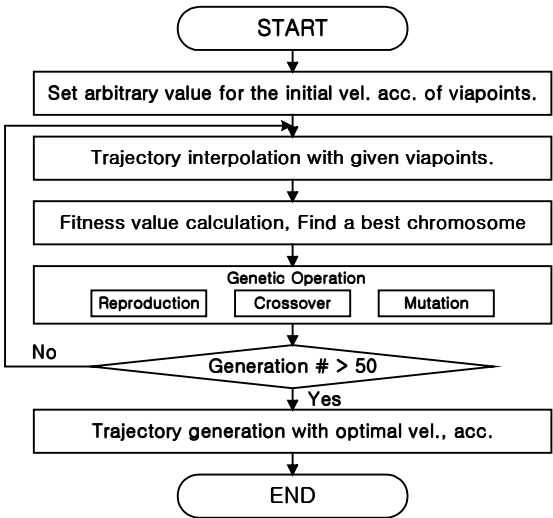 START
Set arbitrary value for the initial vel. acc. of viapoints.
Trajectory interpolation with given viapoints.
Fitness value calculation, Find a best chromosome
Genetic Operation
Reproduction
Crossover
Mutation
No
Generation # > 50
Yes
Trajectory generation with optimal vel., acc.
END